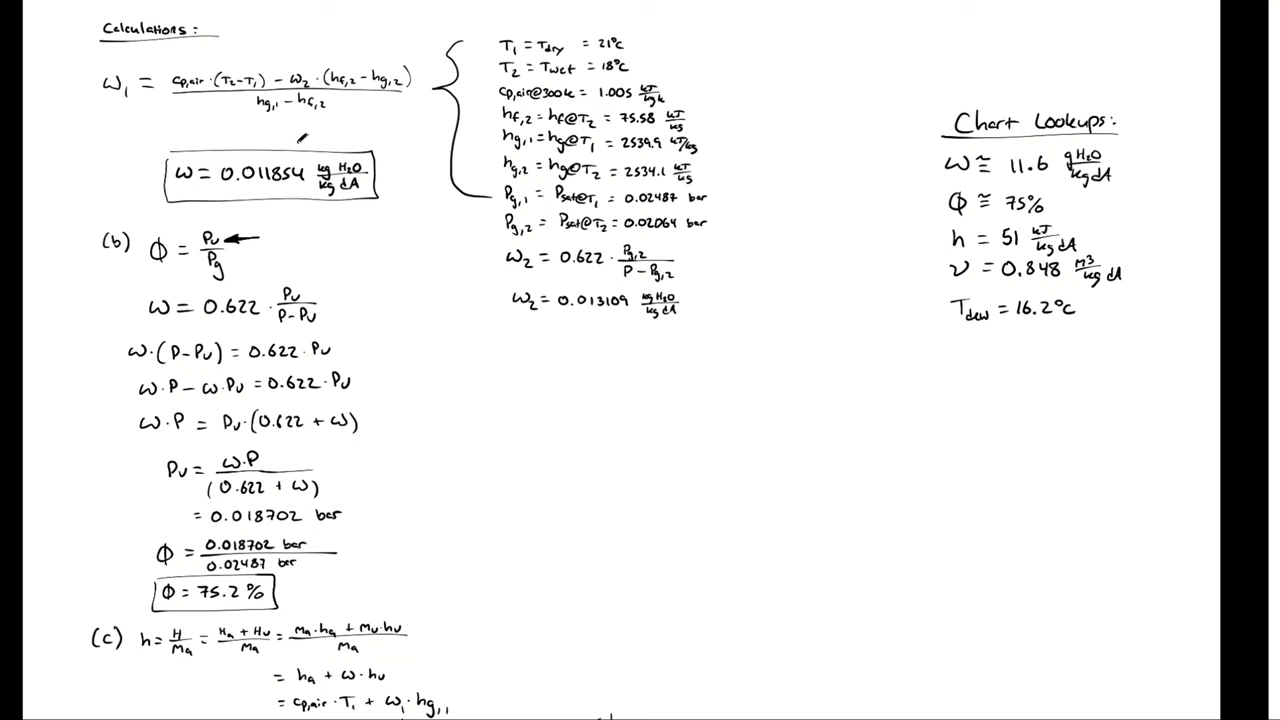 Calculations:
ω₁ = (cp,air · (T₂ − T₁) − ω₂ · (hf,2 − hg,2)) / (hg,1 − hf,2)
ω = 0.011854 kg H₂O / kg dA
(b) ϕ = Pv / Pg
ω = 0.622 · Pv / (P − Pv)
ω · (P − Pv) = 0.622 · Pv
ω · P − ω · Pv = 0.622 · Pv
ω · P = Pv · (0.622 + ω)
Pv = ω · P / (0.622 + ω)
= 0.018702 bar
ϕ = 0.018702 bar / 0.02487 bar
ϕ = 75.2 %
(c) h = H / Ma = (Ha + Hv) / Ma = (Ma · ha + Mv · hv) / Ma
= ha + ω · hv
= cp,air · T₁ + ω₁ · hg,1
T₁ = Tdry = 21°C
T₂ = Twet = 18°C
cp,air@300K = 1.005 kJ / kg K
hf,2 = hf@T₂ = 75.58 kJ / kg
hg,1 = hg@T₁ = 2539.9 kJ/kg
hg,2 = hg@T₂ = 2534.1 kJ / kg
Pg,1 = Psat@T₁ = 0.02487 bar
Pg,2 = Psat@T₂ = 0.02064 bar
ω₂ = 0.622 · Pg,2 / (P − Pg,2)
ω₂ = 0.013109 kg H₂O / kg dA
Chart Lookups:
ω ≅ 11.6 g H₂O / kg dA
ϕ ≅ 75%
h = 51 kJ / kg dA
v = 0.848 m³ / kg dA
Tdew = 16.2°C